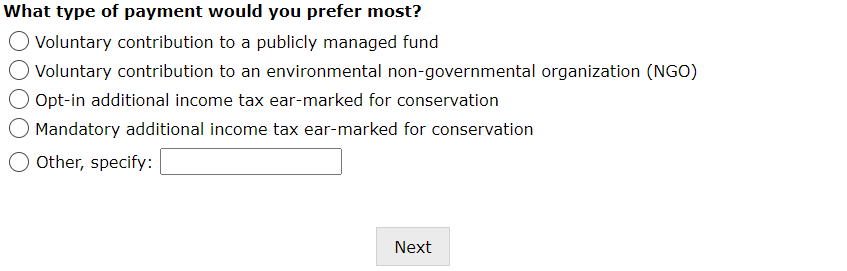 What type of payment would you prefer most?
Voluntary contribution to a publicly managed fund
Voluntary contribution to an environmental non-governmental organization (NGO)
Opt-in additional income tax ear-marked for conservation
Mandatory additional income tax ear-marked for conservation
Other, specify:
Next